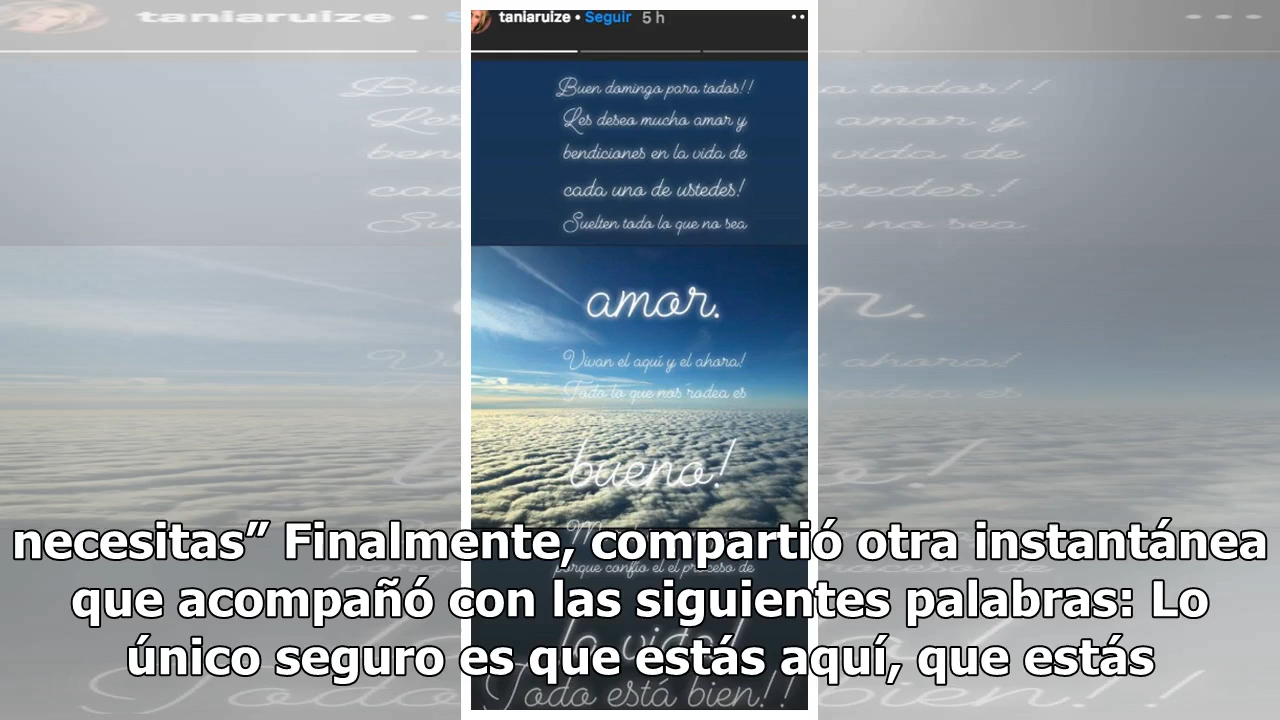 taniaruize • Seguir 5 h
Buen domingo para todos!!
Les deseo mucho amor y
bendiciones en la vida de
cada uno de ustedes!
Suelten todo lo que no sea
amor.
Vivan el aquí y el ahora!
Todo lo que nos rodea es
bueno!
porque confío el el proceso de
la vida!
Todo está bien!!
necesitas” Finalmente, compartió otra instantánea
que acompañó con las siguientes palabras: Lo
único seguro es que estás aquí, que estás